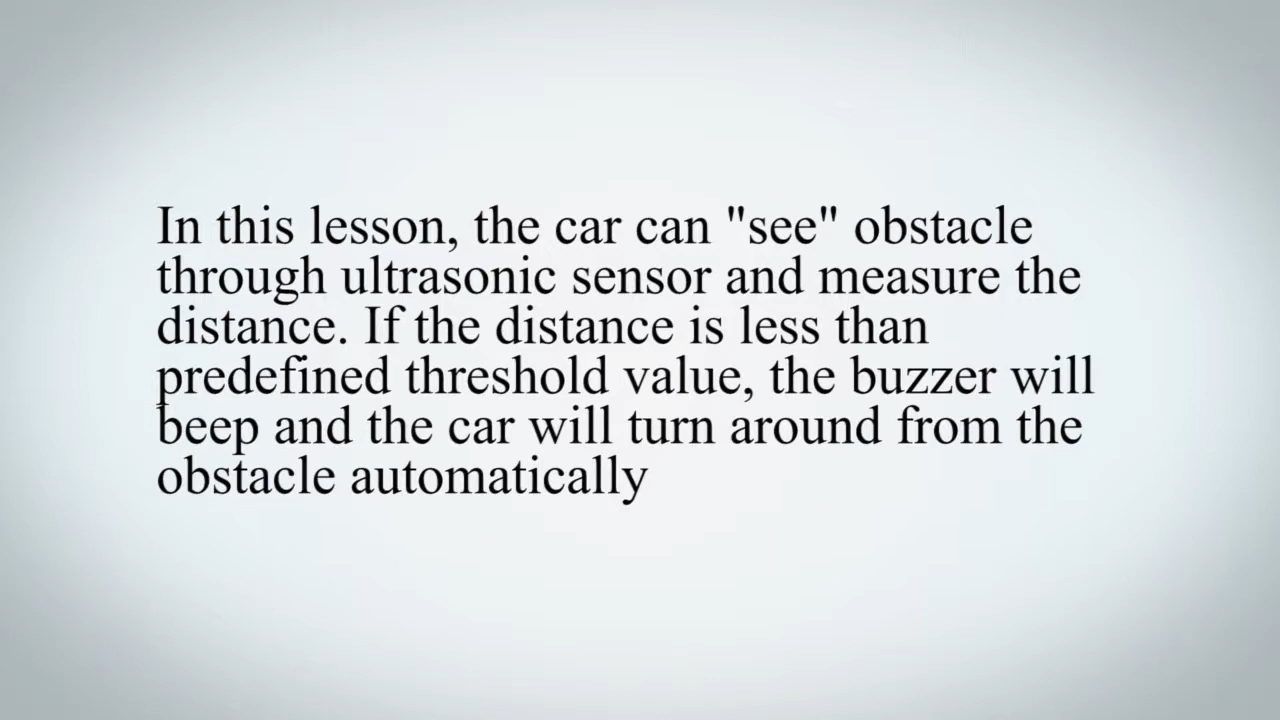 In this lesson, the car can "see" obstacle
through ultrasonic sensor and measure the
distance. If the distance is less than
predefined threshold value, the buzzer will
beep and the car will turn around from the
obstacle automatically